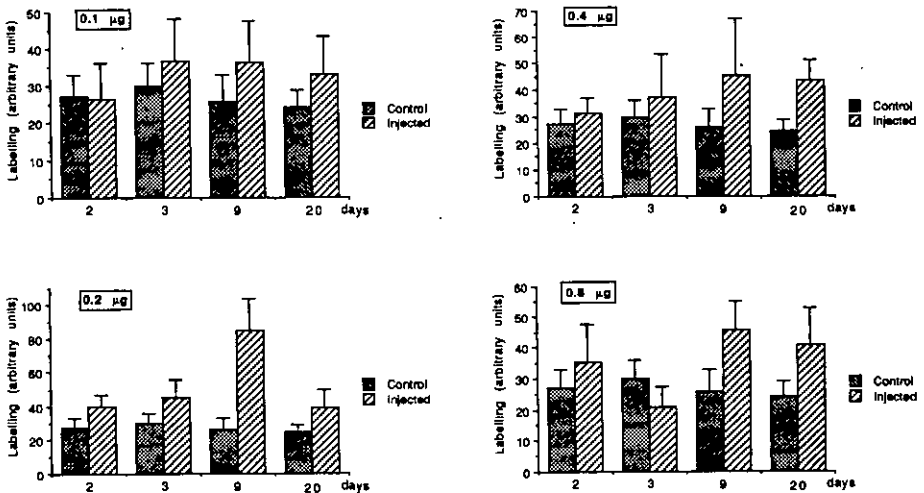 0.1 µg
Labelling (arbitrary units)
50
40
30
20
10
0
2 3 9 20 days
Control
Injected
0.4 µg
Labelling (arbitrary units)
70
60
50
40
30
20
10
0
2 3 9 20 days
Control
Injected
0.2 µg
Labelling (arbitrary units)
100
80
60
40
20
0
2 3 9 20 days
Control
Injected
0.8 µg
Labelling (arbitrary units)
60
50
40
30
20
10
0
2 3 9 20 days
Control
Injected